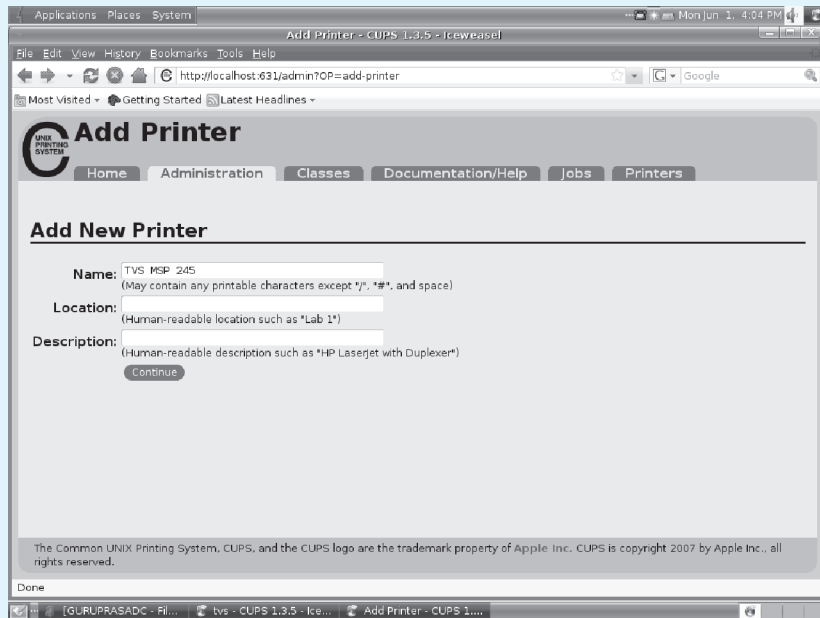 Applications Places System
Mon Jun 1, 4:04 PM
Add Printer - CUPS 1.3.5 - Iceweasel
File Edit View History Bookmarks Tools Help
http://localhost:631/admin?OP=add-printer
Google
Most Visited Getting Started Latest Headlines
UNIX
PRINTING
SYSTEM
Add Printer
Home Administration Classes Documentation/Help Jobs Printers
Add New Printer
Name: TVS MSP 245
(May contain any printable characters except "/", "#", and space)
Location:
(Human-readable location such as "Lab 1")
Description:
(Human-readable description such as "HP LaserJet with Duplexer")
Continue
The Common UNIX Printing System, CUPS, and the CUPS logo are the trademark property of Apple Inc. CUPS is copyright 2007 by Apple Inc., all
rights reserved.
Done
[GURUPRASADC - Fil... tvs - CUPS 1.3.5 - Ice... Add Printer - CUPS 1....